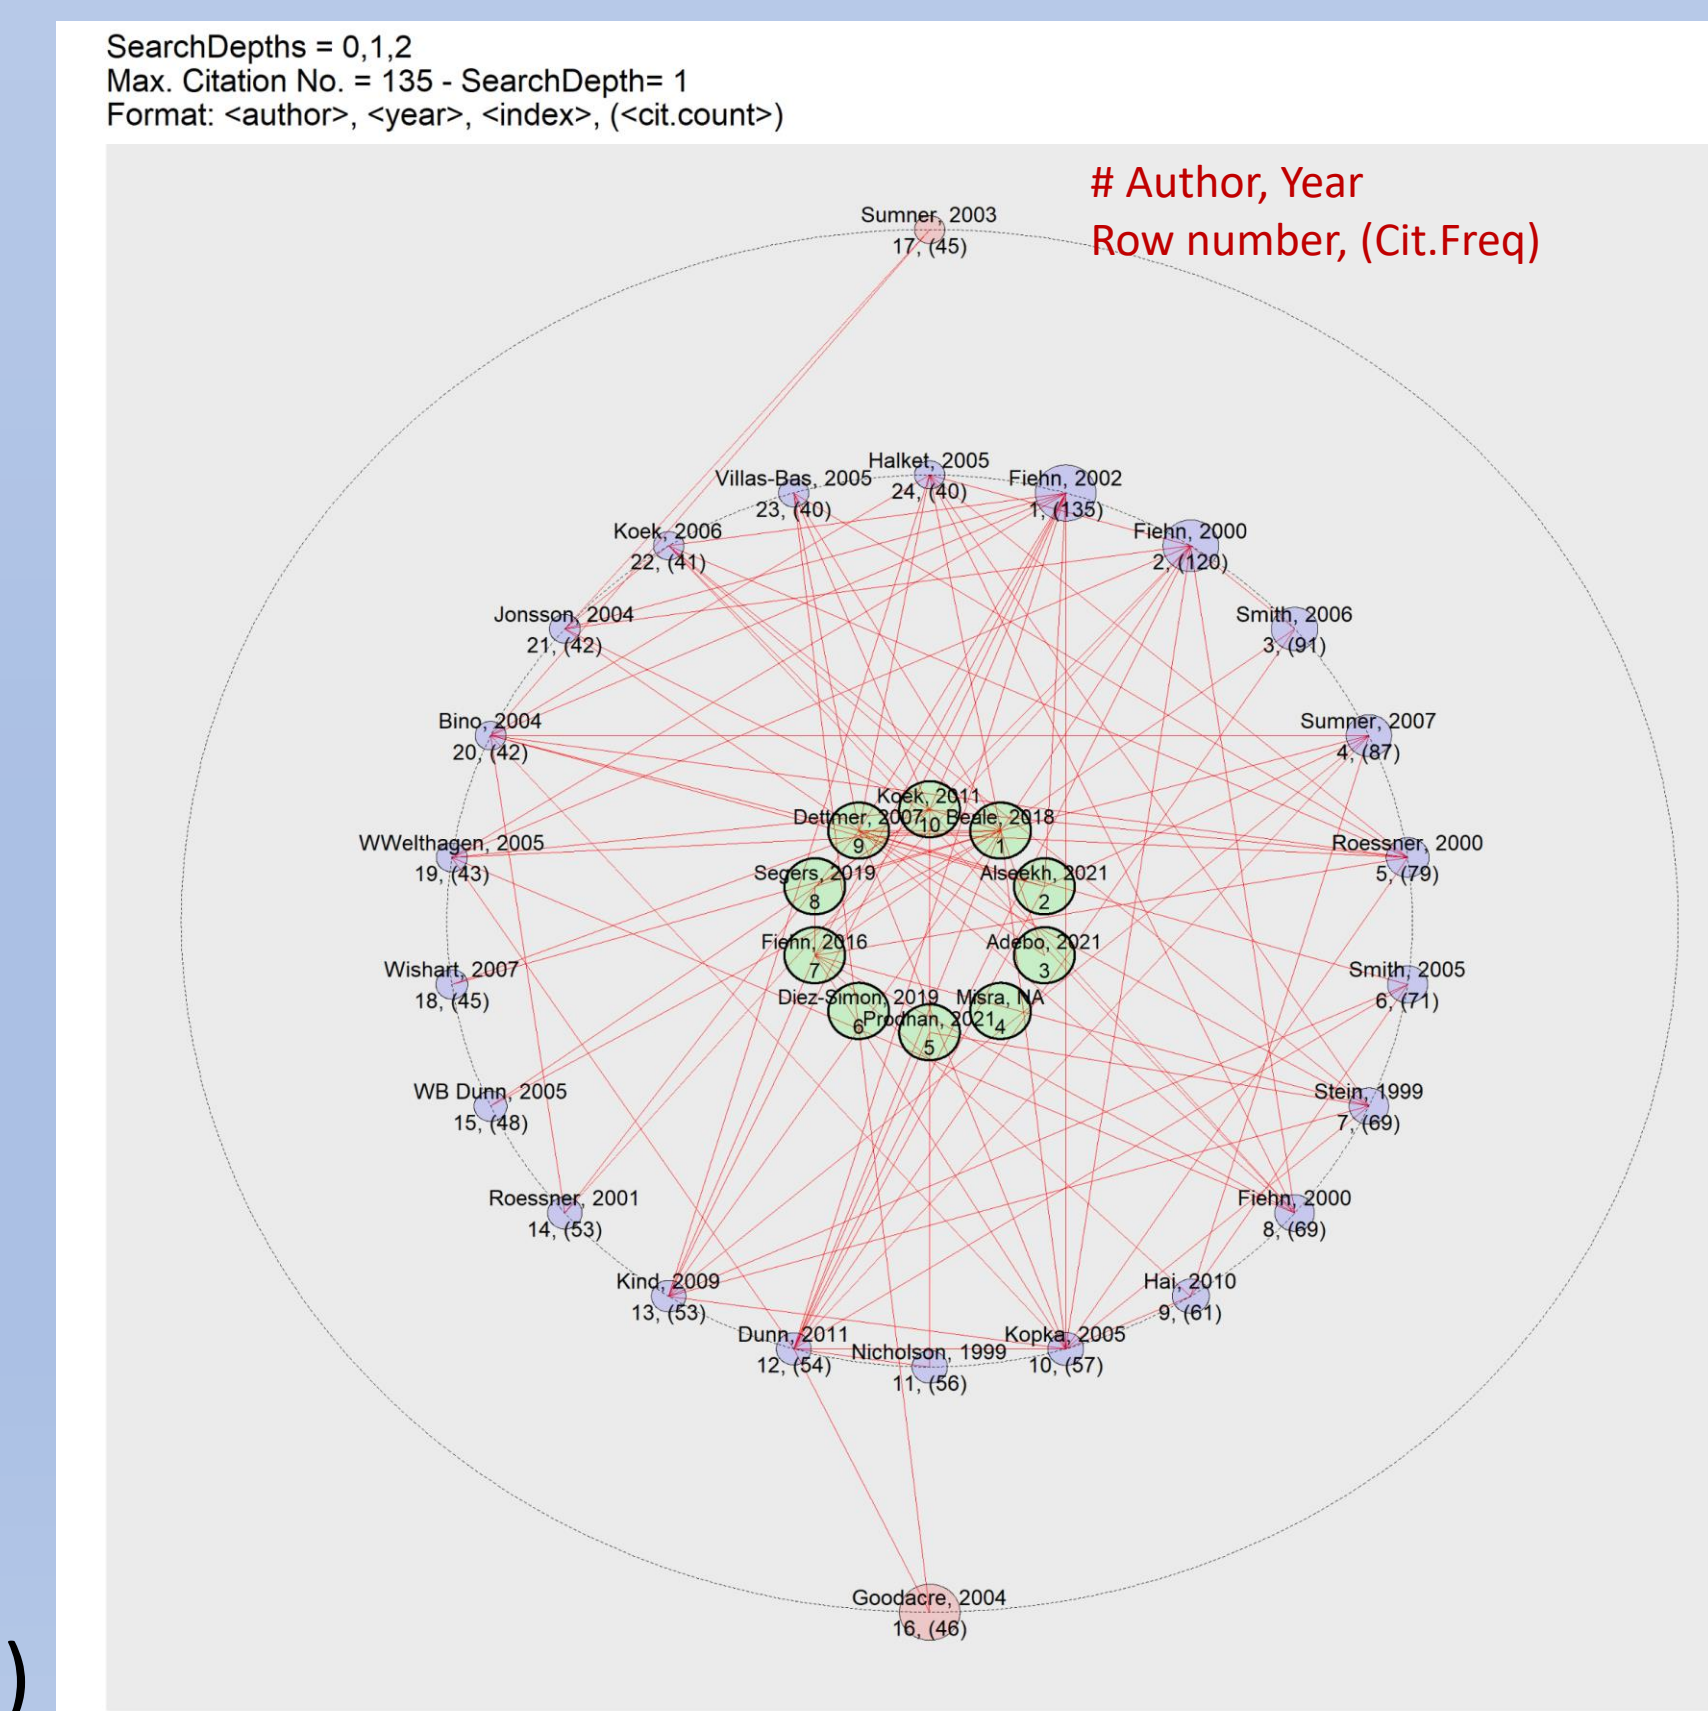 SearchDepths = 0,1,2
Max. Citation No. = 135 - SearchDepth= 1
Format: <author>, <year>, <index>, (<cit.count>)
# Author, Year
Row number, (Cit.Freq)
Sumner, 2003
17, (45)
Halket, 2005
24, (40)
Fiehn, 2002
1, (135)
Villas-Bas, 2005
23, (40)
Koek, 2006
22, (41)
Fiehn, 2000
2, (120)
Jonsson, 2004
21, (42)
Smith, 2006
3, (91)
Bino, 2004
20, (42)
Sumner, 2007
4, (87)
Koek, 2011
10
Dettmer, 2007
9
Beale, 2018
1
WWelthagen, 2005
19, (43)
Roessner, 2000
5, (79)
Segers, 2019
8
Alseekh, 2021
2
Fiehn, 2016
7
Adebo, 2021
3
Wishart, 2007
18, (45)
Smith, 2005
6, (71)
Diez-Simon, 2019
6
Misra, NA
4
Prodhan, 2021
5
WB Dunn, 2005
15, (48)
Stein, 1999
7, (69)
Roessner, 2001
14, (53)
Fiehn, 2000
8, (69)
Kind, 2009
13, (53)
Hai, 2010
9, (61)
Dunn, 2011
12, (54)
Nicholson, 1999
11, (56)
Kopka, 2005
10, (57)
Goodacre, 2004
16, (46)
)